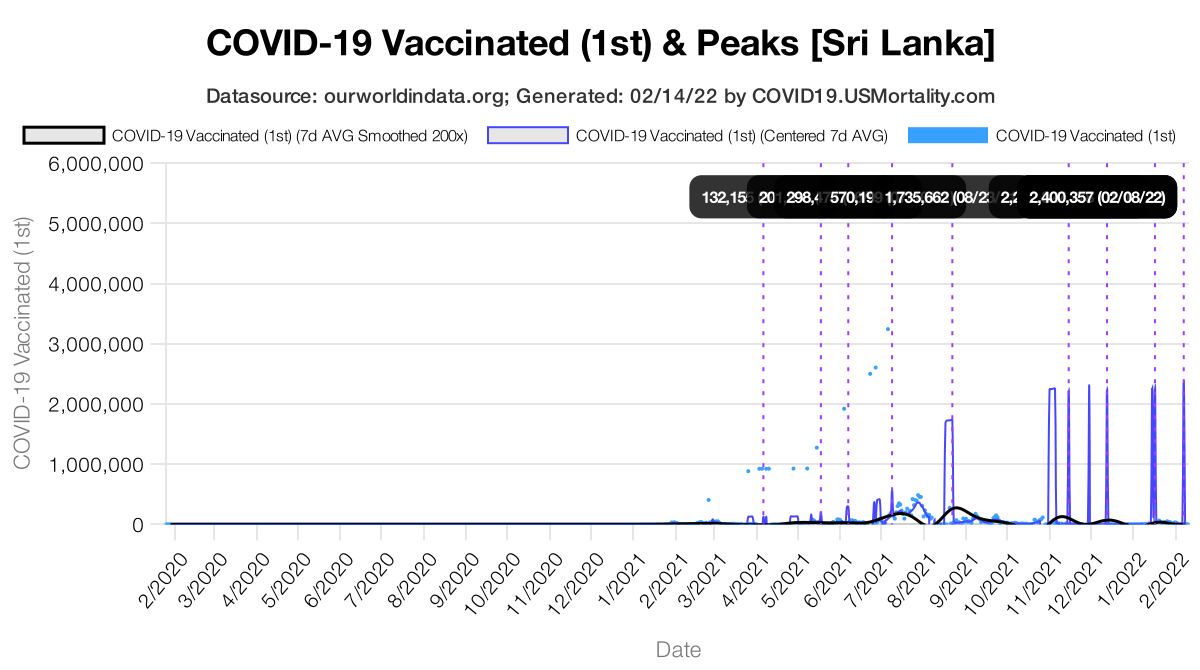 COVID-19 Vaccinated (1st) & Peaks [Sri Lanka]
Datasource: ourworldindata.org; Generated: 02/14/22 by COVID19.USMortality.com
COVID-19 Vaccinated (1st) (7d AVG Smoothed 200x) COVID-19 Vaccinated (1st) (Centered 7d AVG) COVID-19 Vaccinated (1st)
6,000,000
5,000,000
4,000,000
3,000,000
2,000,000
1,000,000
0
COVID-19 Vaccinated (1st)
1,735,662 2,400,357 (02/08/22)
2/2020 3/2020 4/2020 5/2020 6/2020 7/2020 8/2020 9/2020 10/2020 11/2020 12/2020 1/2021 2/2021 3/2021 4/2021 5/2021 6/2021 7/2021 8/2021 9/2021 10/2021 11/2021 12/2021 1/2022 2/2022
Date